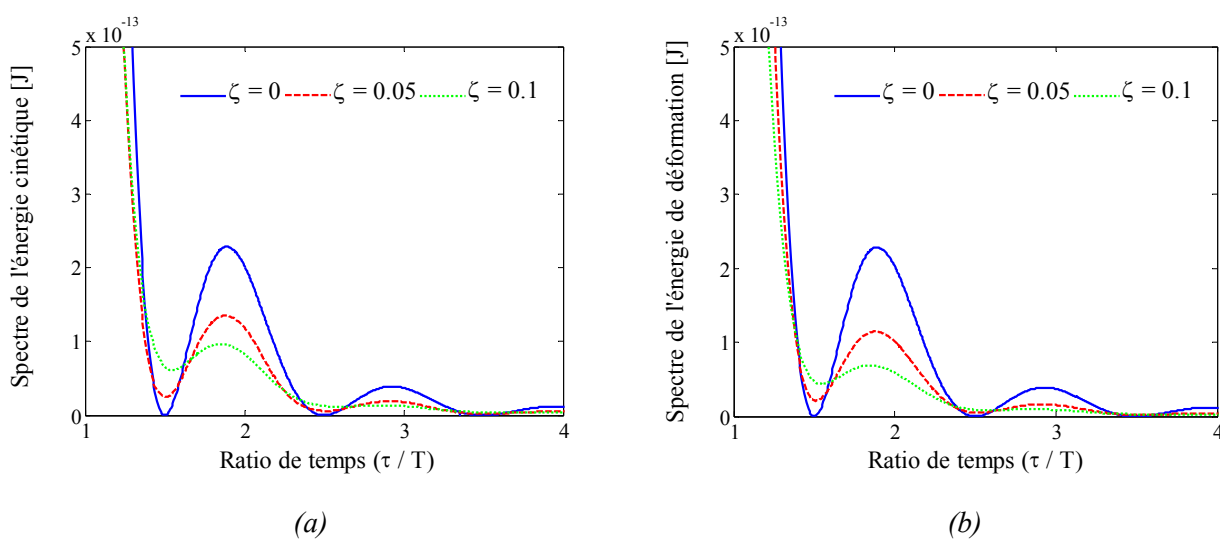 x 10^-13
Spectre de l'énergie cinétique [J]
5
4
3
2
1
0
ζ = 0
ζ = 0.05
ζ = 0.1
1
2
3
4
Ratio de temps (τ / T)
(a)
x 10^-13
Spectre de l'énergie de déformation [J]
5
4
3
2
1
0
ζ = 0
ζ = 0.05
ζ = 0.1
1
2
3
4
Ratio de temps (τ / T)
(b)